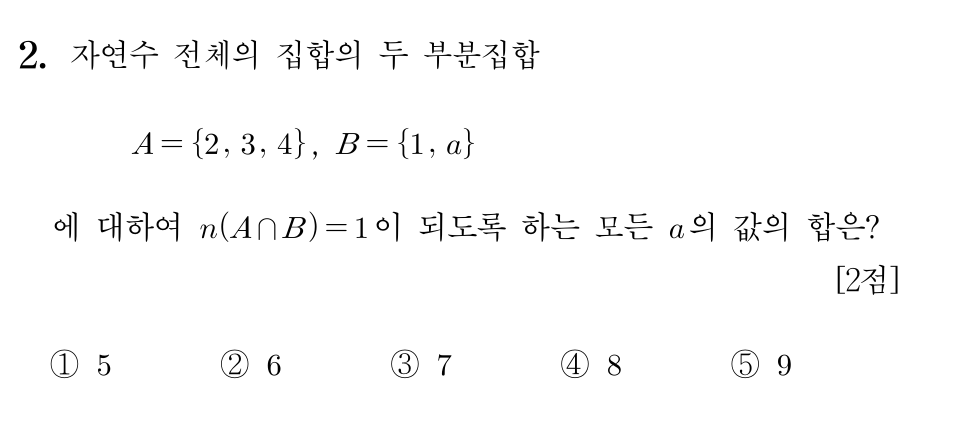 2. 자연수 전체의 집합의 두 부분집합
A={2, 3, 4}, B={1, a}
에 대하여 n(A∩B)=1이 되도록 하는 모든 a의 값의 합은?
[2점]
① 5 ② 6 ③ 7 ④ 8 ⑤ 9